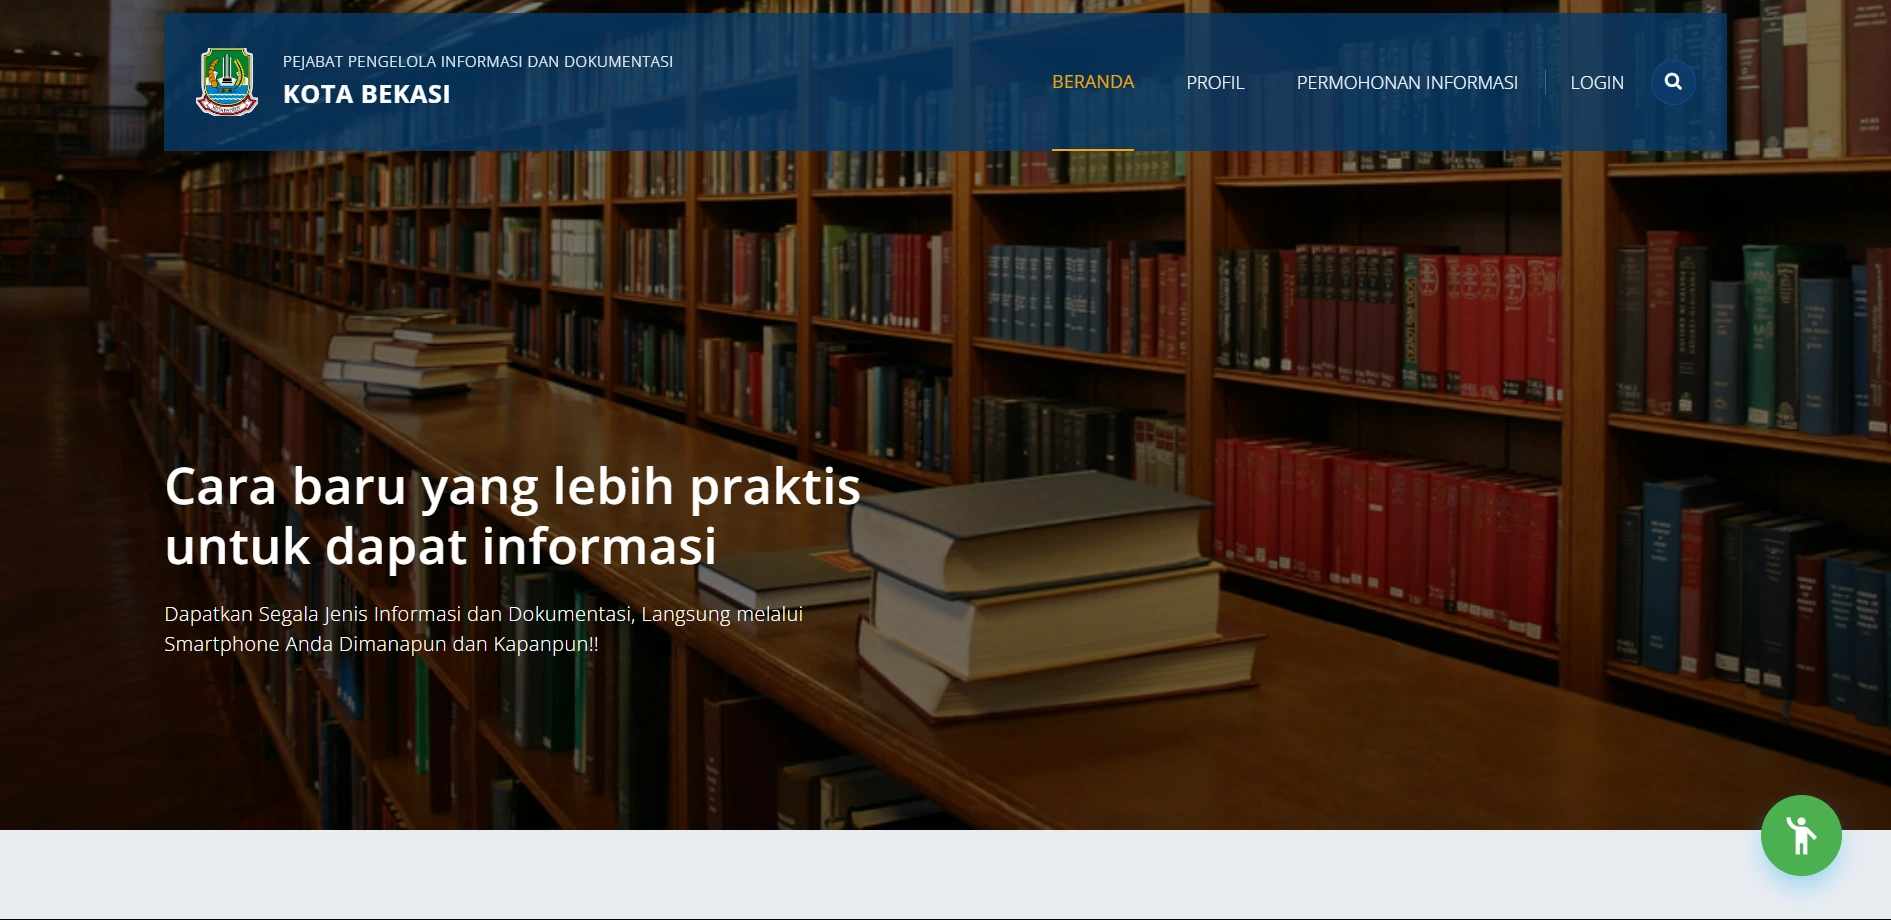 PEJABAT PENGELOLA INFORMASI DAN DOKUMENTASI
KOTA BEKASI
BERANDA
PROFIL
PERMOHONAN INFORMASI
LOGIN
Cara baru yang lebih praktis
untuk dapat informasi
Dapatkan Segala Jenis Informasi dan Dokumentasi, Langsung melalui
Smartphone Anda Dimanapun dan Kapanpun!!